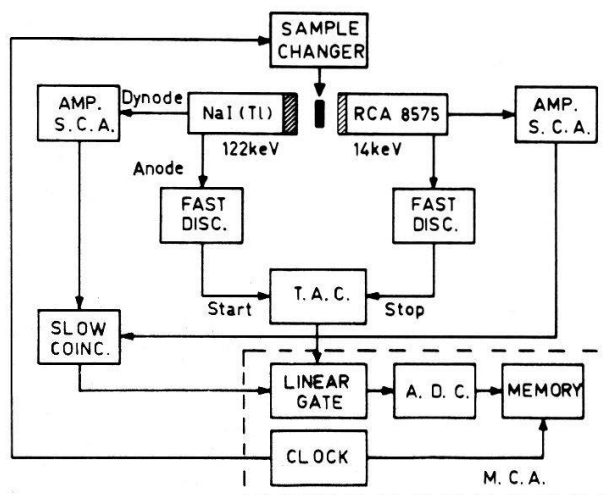 SAMPLE
CHANGER
AMP.
S.C.A.
Dynode
NaI(Tl)
RCA 8575
AMP.
S.C.A.
122keV
14keV
Anode
FAST
DISC.
FAST
DISC.
T.A.C.
Start
Stop
SLOW
COINC.
LINEAR
GATE
A.D.C.
MEMORY
CLOCK
M.C.A.